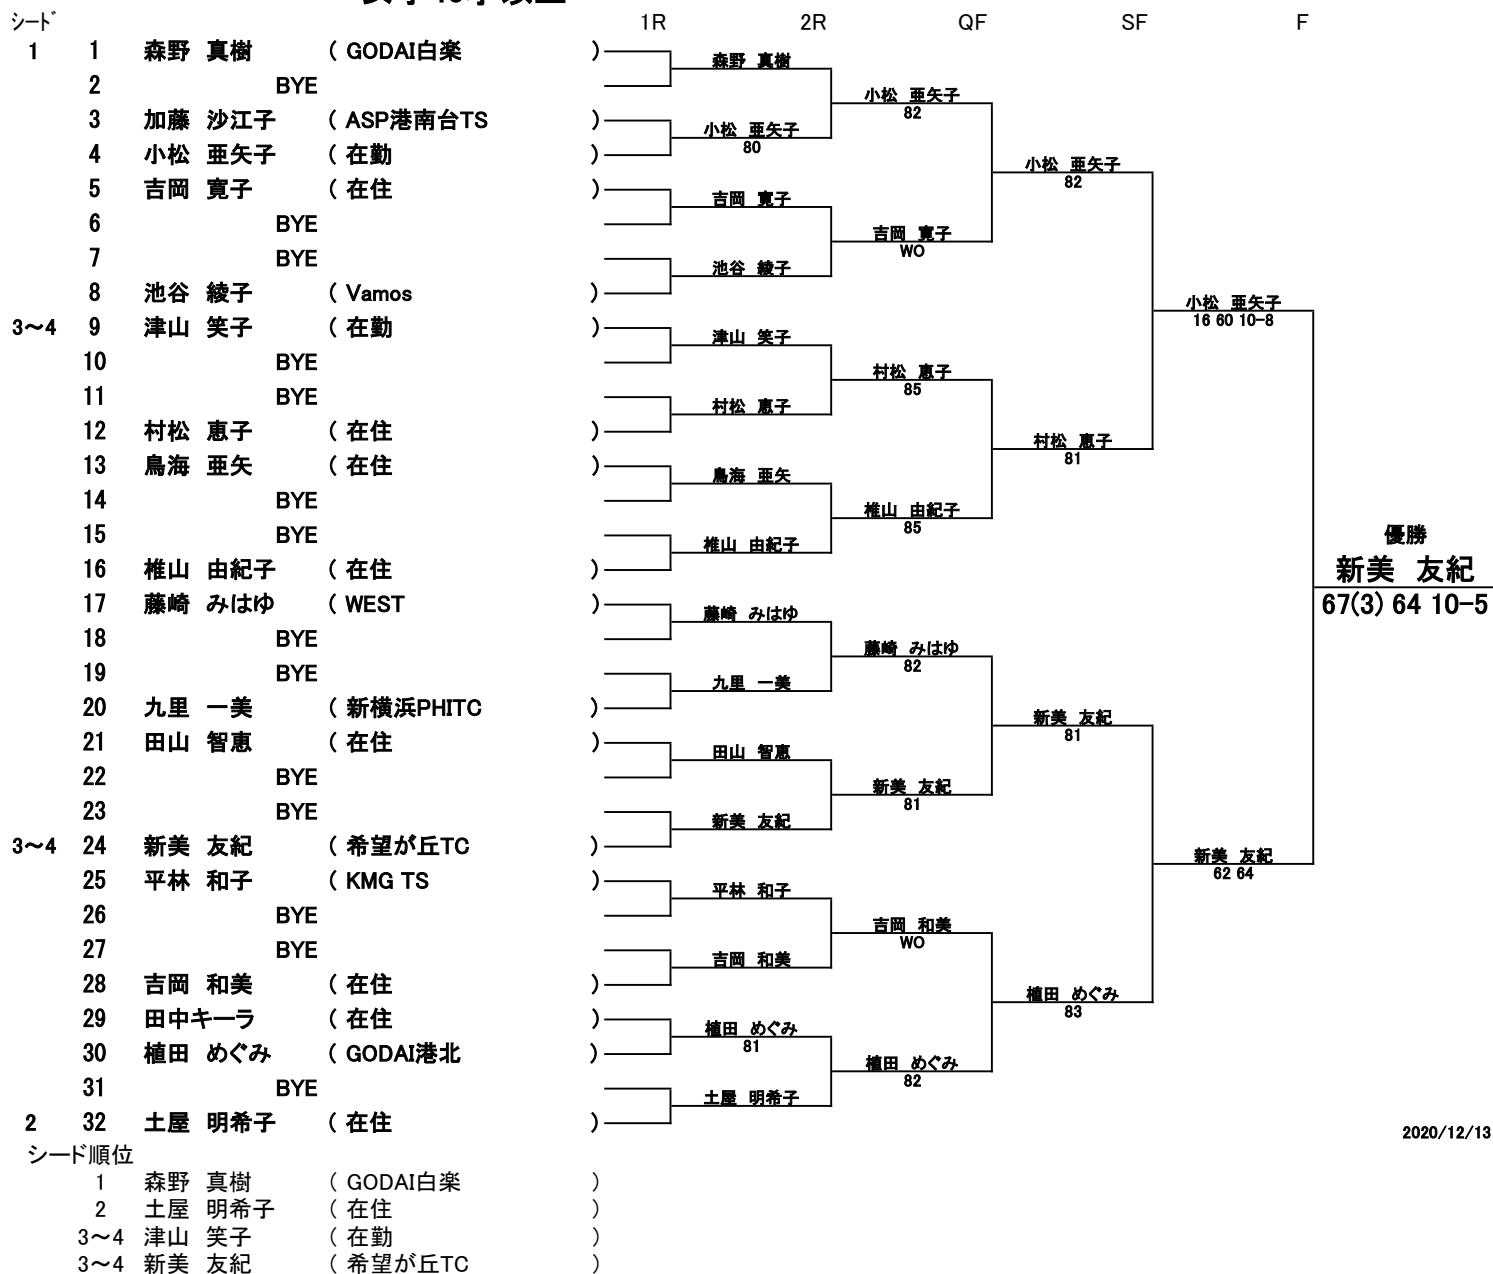 シード 1R 2R QF SF F
1 1 森野 真樹 ( GODAI白楽 )
森野 真樹
2 BYE
小松 亜矢子
82
3 加藤 沙江子 ( ASP港南台TS )
小松 亜矢子
80
4 小松 亜矢子 ( 在勤 )
小松 亜矢子
82
5 吉岡 寛子 ( 在住 )
吉岡 寛子
6 BYE
吉岡 寛子
WO
7 BYE
池谷 綾子
8 池谷 綾子 ( Vamos )
小松 亜矢子
16 60 10-8
3～4 9 津山 笑子 ( 在勤 )
津山 笑子
10 BYE
村松 恵子
85
11 BYE
村松 恵子
12 村松 恵子 ( 在住 )
村松 恵子
81
13 鳥海 亜矢 ( 在住 )
鳥海 亜矢
14 BYE
椎山 由紀子
85
15 BYE
椎山 由紀子
16 椎山 由紀子 ( 在住 )
優勝
新美 友紀
67(3) 64 10-5
17 藤崎 みはゆ ( WEST )
藤崎 みはゆ
18 BYE
藤崎 みはゆ
82
19 BYE
九里 一美
20 九里 一美 ( 新横浜PHITC )
新美 友紀
81
21 田山 智恵 ( 在住 )
田山 智恵
22 BYE
新美 友紀
81
23 BYE
新美 友紀
3～4 24 新美 友紀 ( 希望が丘TC )
新美 友紀
62 64
25 平林 和子 ( KMG TS )
平林 和子
26 BYE
吉岡 和美
WO
27 BYE
吉岡 和美
28 吉岡 和美 ( 在住 )
植田 めぐみ
83
29 田中キーラ ( 在住 )
植田 めぐみ
81
30 植田 めぐみ ( GODAI港北 )
植田 めぐみ
82
31 BYE
土屋 明希子
2 32 土屋 明希子 ( 在住 )
2020/12/13
シード順位
1 森野 真樹 ( GODAI白楽 )
2 土屋 明希子 ( 在住 )
3～4 津山 笑子 ( 在勤 )
3～4 新美 友紀 ( 希望が丘TC )